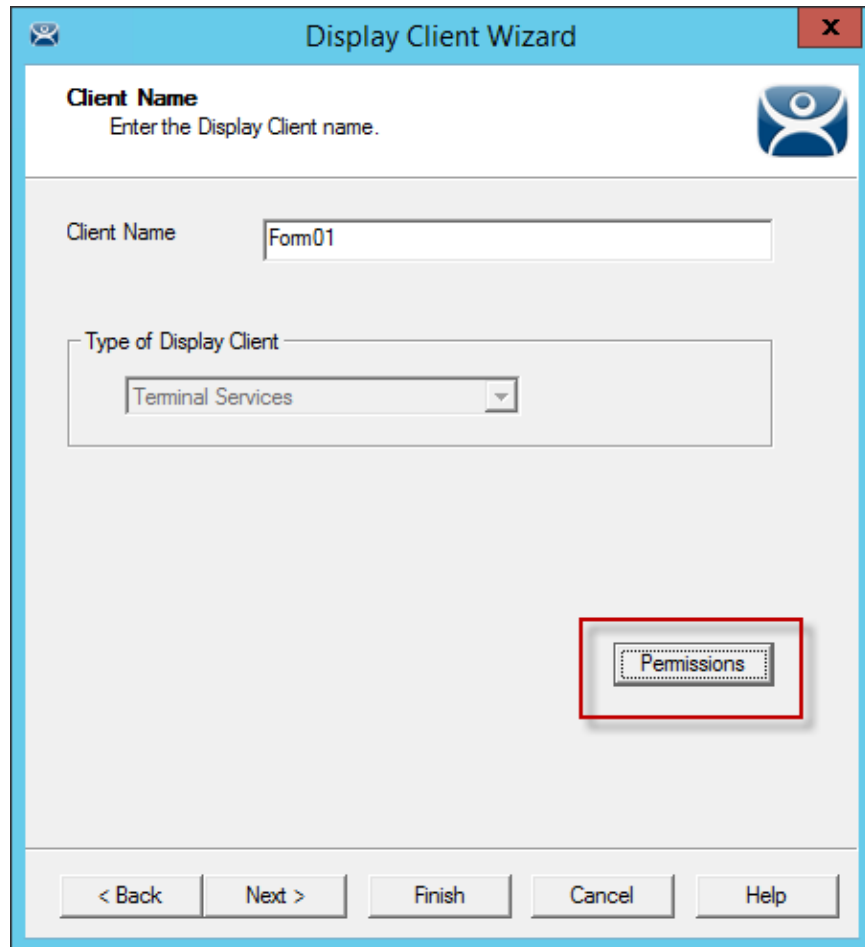 Display Client Wizard
x
Client Name
Enter the Display Client name.
Client Name
Form01
Type of Display Client
Terminal Services
Permissions
< Back
Next >
Finish
Cancel
Help